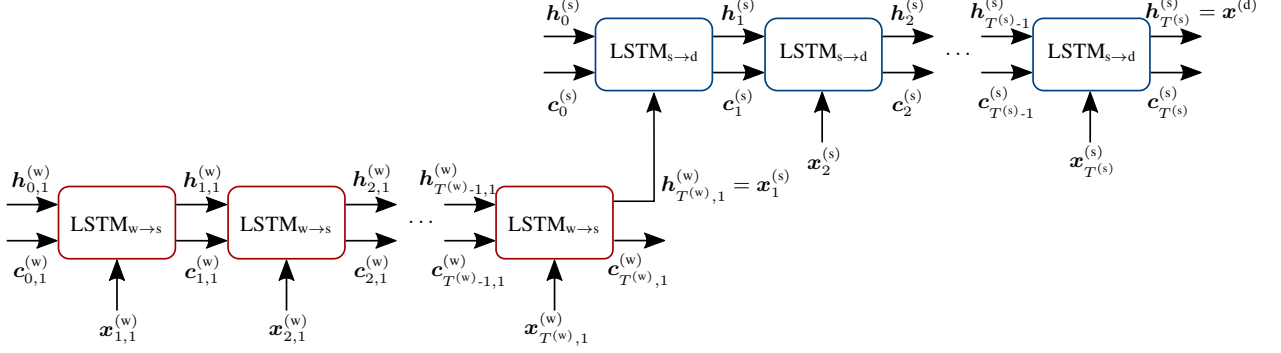 h_0^{(s)} h_1^{(s)} h_2^{(s)} h_{T^{(s)}-1}^{(s)} h_{T^{(s)}}^{(s)} = x^{(d)}
LSTM_{s→d} LSTM_{s→d} ... LSTM_{s→d}
c_0^{(s)} c_1^{(s)} c_2^{(s)} c_{T^{(s)}-1}^{(s)} c_{T^{(s)}}^{(s)}
x_2^{(s)} x_{T^{(s)}}^{(s)}
h_{0,1}^{(w)} h_{1,1}^{(w)} h_{2,1}^{(w)} h_{T^{(w)}-1,1}^{(w)} h_{T^{(w)},1}^{(w)} = x_1^{(s)}
LSTM_{w→s} LSTM_{w→s} ... LSTM_{w→s}
c_{0,1}^{(w)} c_{1,1}^{(w)} c_{2,1}^{(w)} c_{T^{(w)}-1,1}^{(w)} c_{T^{(w)},1}^{(w)}
x_{1,1}^{(w)} x_{2,1}^{(w)} x_{T^{(w)},1}^{(w)}